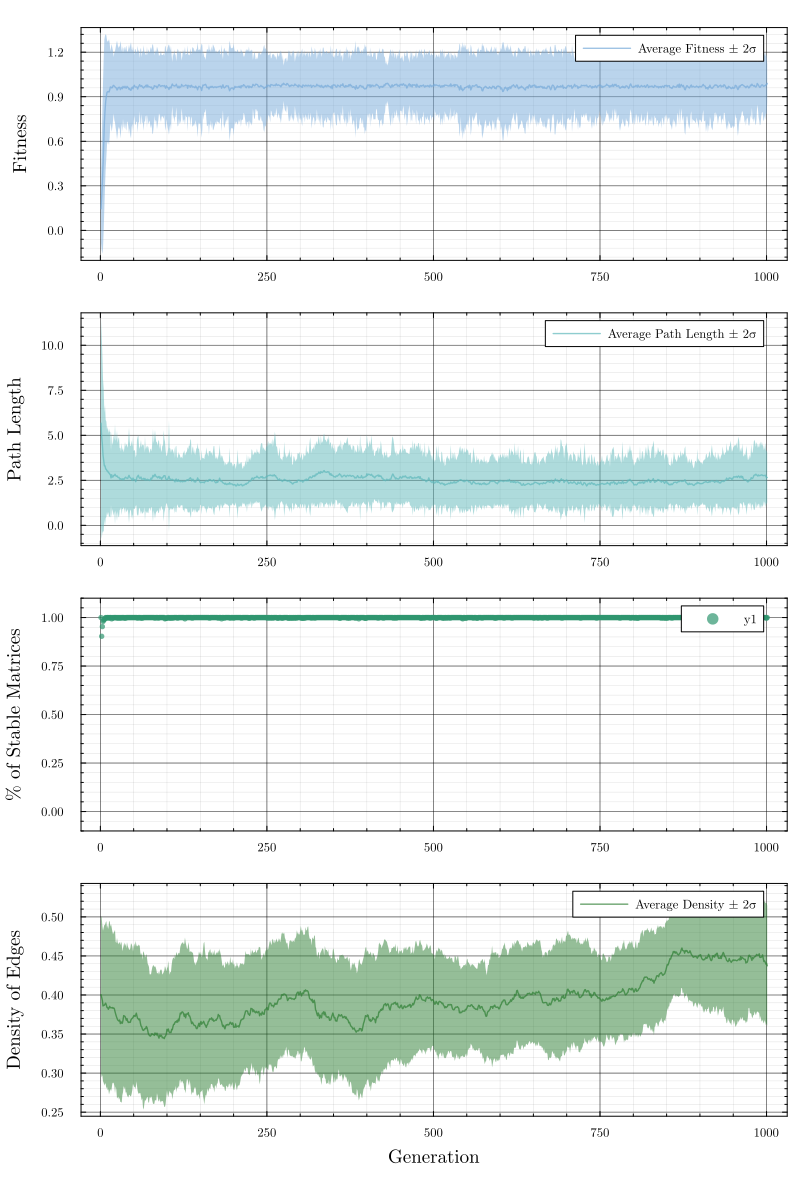 Average Fitness ± 2σ
Fitness
1.2
0.9
0.6
0.3
0.0
0 250 500 750 1000
Average Path Length ± 2σ
Path Length
10.0
7.5
5.0
2.5
0.0
0 250 500 750 1000
y1
% of Stable Matrices
1.00
0.75
0.50
0.25
0.00
0 250 500 750 1000
Average Density ± 2σ
Density of Edges
0.50
0.45
0.40
0.35
0.30
0.25
0 250 500 750 1000
Generation